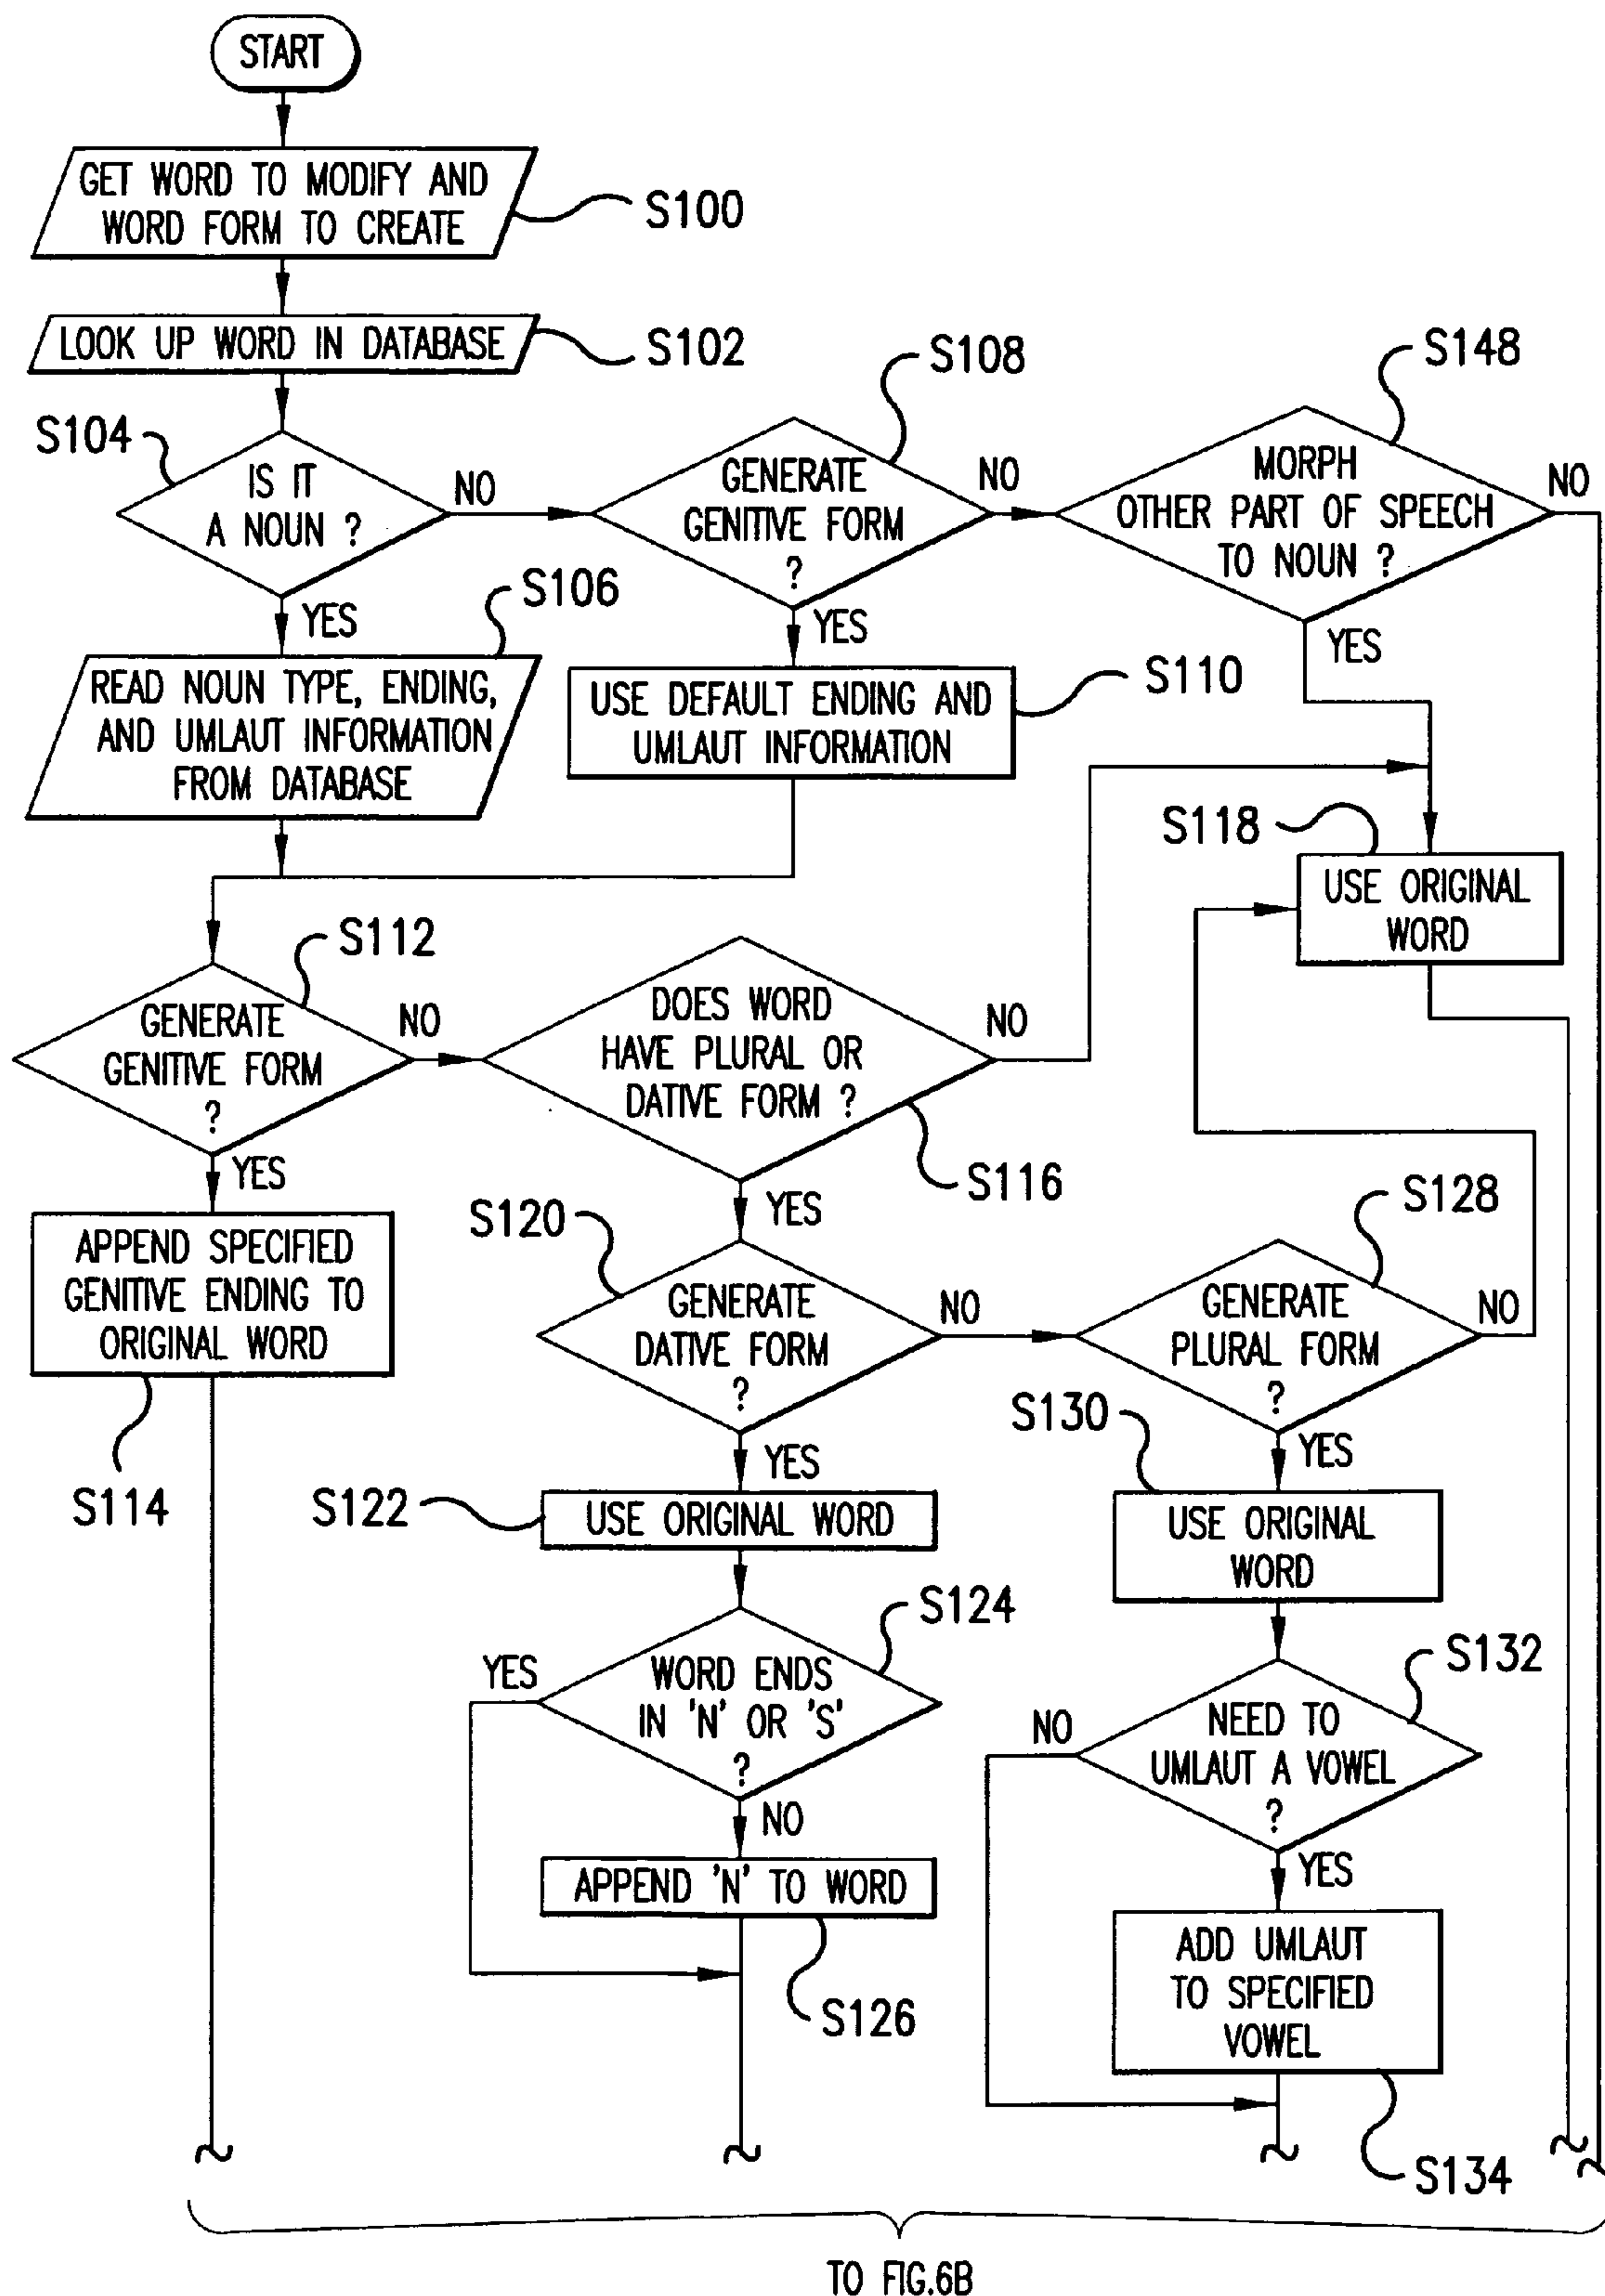 START
GET WORD TO MODIFY AND
WORD FORM TO CREATE
S100
LOOK UP WORD IN DATABASE
S102
S104
IS IT
A NOUN ?
NO
YES
S108
GENERATE
GENITIVE FORM
?
NO
YES
S148
MORPH
OTHER PART OF SPEECH
TO NOUN ?
NO
YES
S106
READ NOUN TYPE, ENDING,
AND UMLAUT INFORMATION
FROM DATABASE
S110
USE DEFAULT ENDING AND
UMLAUT INFORMATION
S118
USE ORIGINAL
WORD
S112
GENERATE
GENITIVE FORM
?
NO
YES
DOES WORD
HAVE PLURAL OR
DATIVE FORM ?
NO
S116
YES
APPEND SPECIFIED
GENITIVE ENDING TO
ORIGINAL WORD
S114
S120
GENERATE
DATIVE FORM
?
NO
YES
S128
GENERATE
PLURAL FORM
?
NO
YES
S122
USE ORIGINAL WORD
S130
USE ORIGINAL
WORD
S124
YES
WORD ENDS
IN 'N' OR 'S'
?
NO
S132
NO
NEED TO
UMLAUT A VOWEL
?
YES
APPEND 'N' TO WORD
S126
ADD UMLAUT
TO SPECIFIED
VOWEL
S134
TO FIG.6B